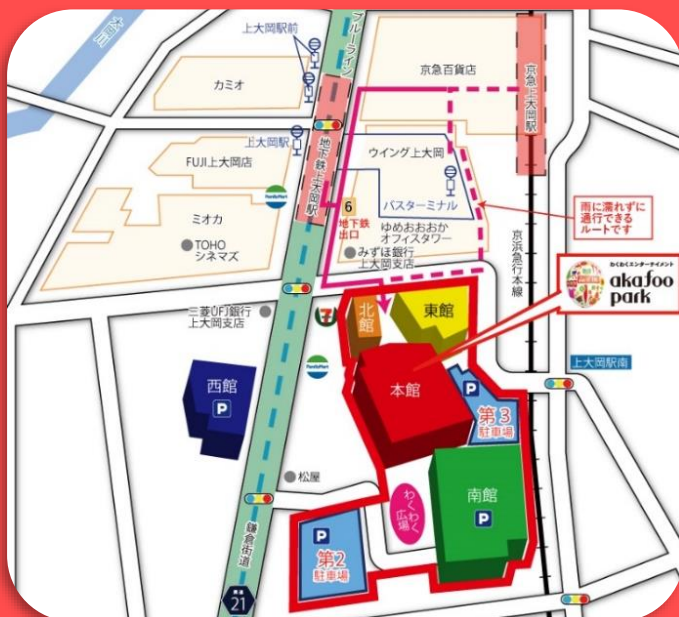 大岡川
ブルーライン
上大岡駅前
カミオ
京急百貨店
京急上大岡駅
上大岡駅
地下鉄上大岡駅
FUJI上大岡店
ウイング上大岡
バスターミナル
6
地下鉄
出口
ゆめおおおか
オフィスタワー
雨に濡れずに
通行できる
ルートです
FamilyMart
ミオカ
TOHO
シネマズ
みずほ銀行
上大岡支店
京浜急行本線
わくわくエンターテイメント
akafoo
park
三菱UFJ銀行
上大岡支店
7
北館
東館
FamilyMart
本館
上大岡駅南
西館
P
P
第3
駐車場
松屋
わくわく
広場
南館
P
P
第2
駐車場
鎌倉街道
21